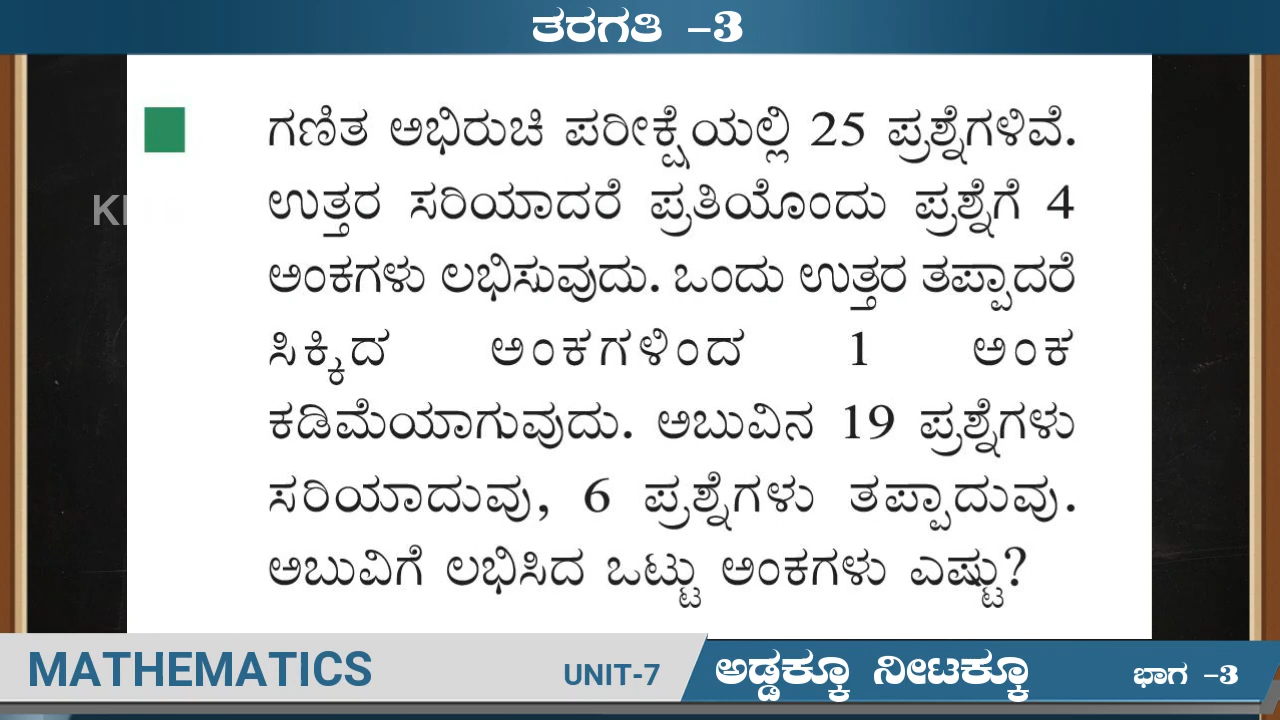 ತರಗತಿ -3
ಗಣಿತ ಅಭಿರುಚಿ ಪರೀಕ್ಷೆಯಲ್ಲಿ 25 ಪ್ರಶ್ನೆಗಳಿವೆ.
ಉತ್ತರ ಸರಿಯಾದರೆ ಪ್ರತಿಯೊಂದು ಪ್ರಶ್ನೆಗೆ 4
ಅಂಕಗಳು ಲಭಿಸುವುದು. ಒಂದು ಉತ್ತರ ತಪ್ಪಾದರೆ
ಸಿಕ್ಕಿದ ಅಂಕಗಳಿಂದ 1 ಅಂಕ
ಕಡಿಮೆಯಾಗುವುದು. ಅಬುವಿನ 19 ಪ್ರಶ್ನೆಗಳು
ಸರಿಯಾದುವು, 6 ಪ್ರಶ್ನೆಗಳು ತಪ್ಪಾದುವು.
ಅಬುವಿಗೆ ಲಭಿಸಿದ ಒಟ್ಟು ಅಂಕಗಳು ಎಷ್ಟು?
MATHEMATICS UNIT-7 ಅಡ್ಡಕ್ಕೂ ನೀಟಕ್ಕೂ ಭಾಗ -3